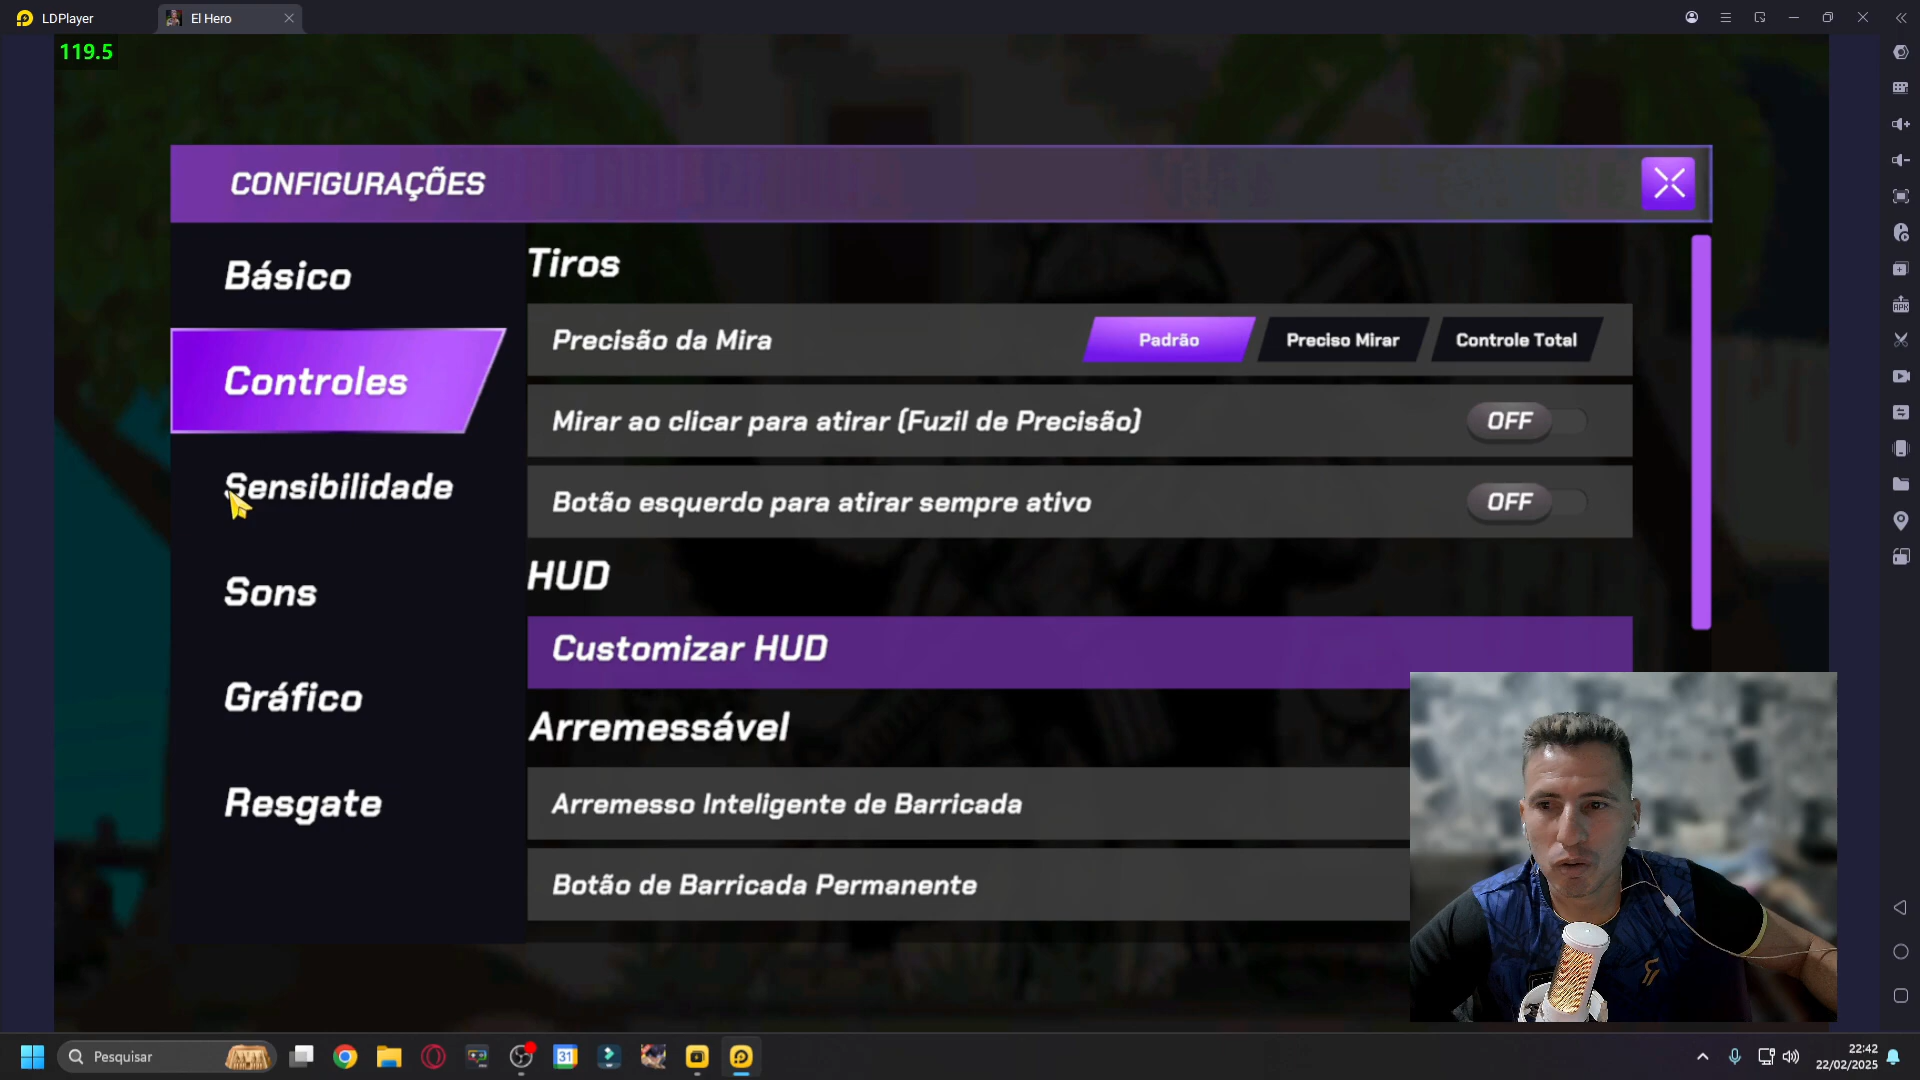 LDPlayer
El Hero
119.5
CONFIGURAÇÕES
Básico
Controles
Sensibilidade
Sons
Gráfico
Resgate
Tiros
Precisão da Mira
Padrão
Preciso Mirar
Controle Total
Mirar ao clicar para atirar (Fuzil de Precisão)
OFF
Botão esquerdo para atirar sempre ativo
OFF
HUD
Customizar HUD
Arremessável
Arremesso Inteligente de Barricada
Botão de Barricada Permanente
Pesquisar
31
22:42
22/02/2025